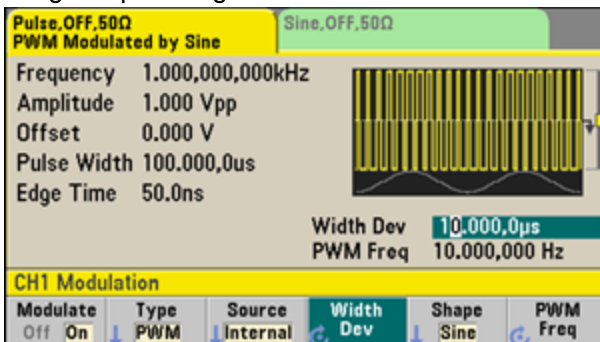 Pulse,OFF,50Ω
PWM Modulated by Sine
Sine,OFF,50Ω
Frequency 1.000,000,000kHz
Amplitude 1.000 Vpp
Offset 0.000 V
Pulse Width 100.000,0us
Edge Time 50.0ns
Width Dev 10.000,0µs
PWM Freq 10.000,000 Hz
CH1 Modulation
Modulate Type Source Width Shape PWM
Off On PWM Internal Dev Sine Freq